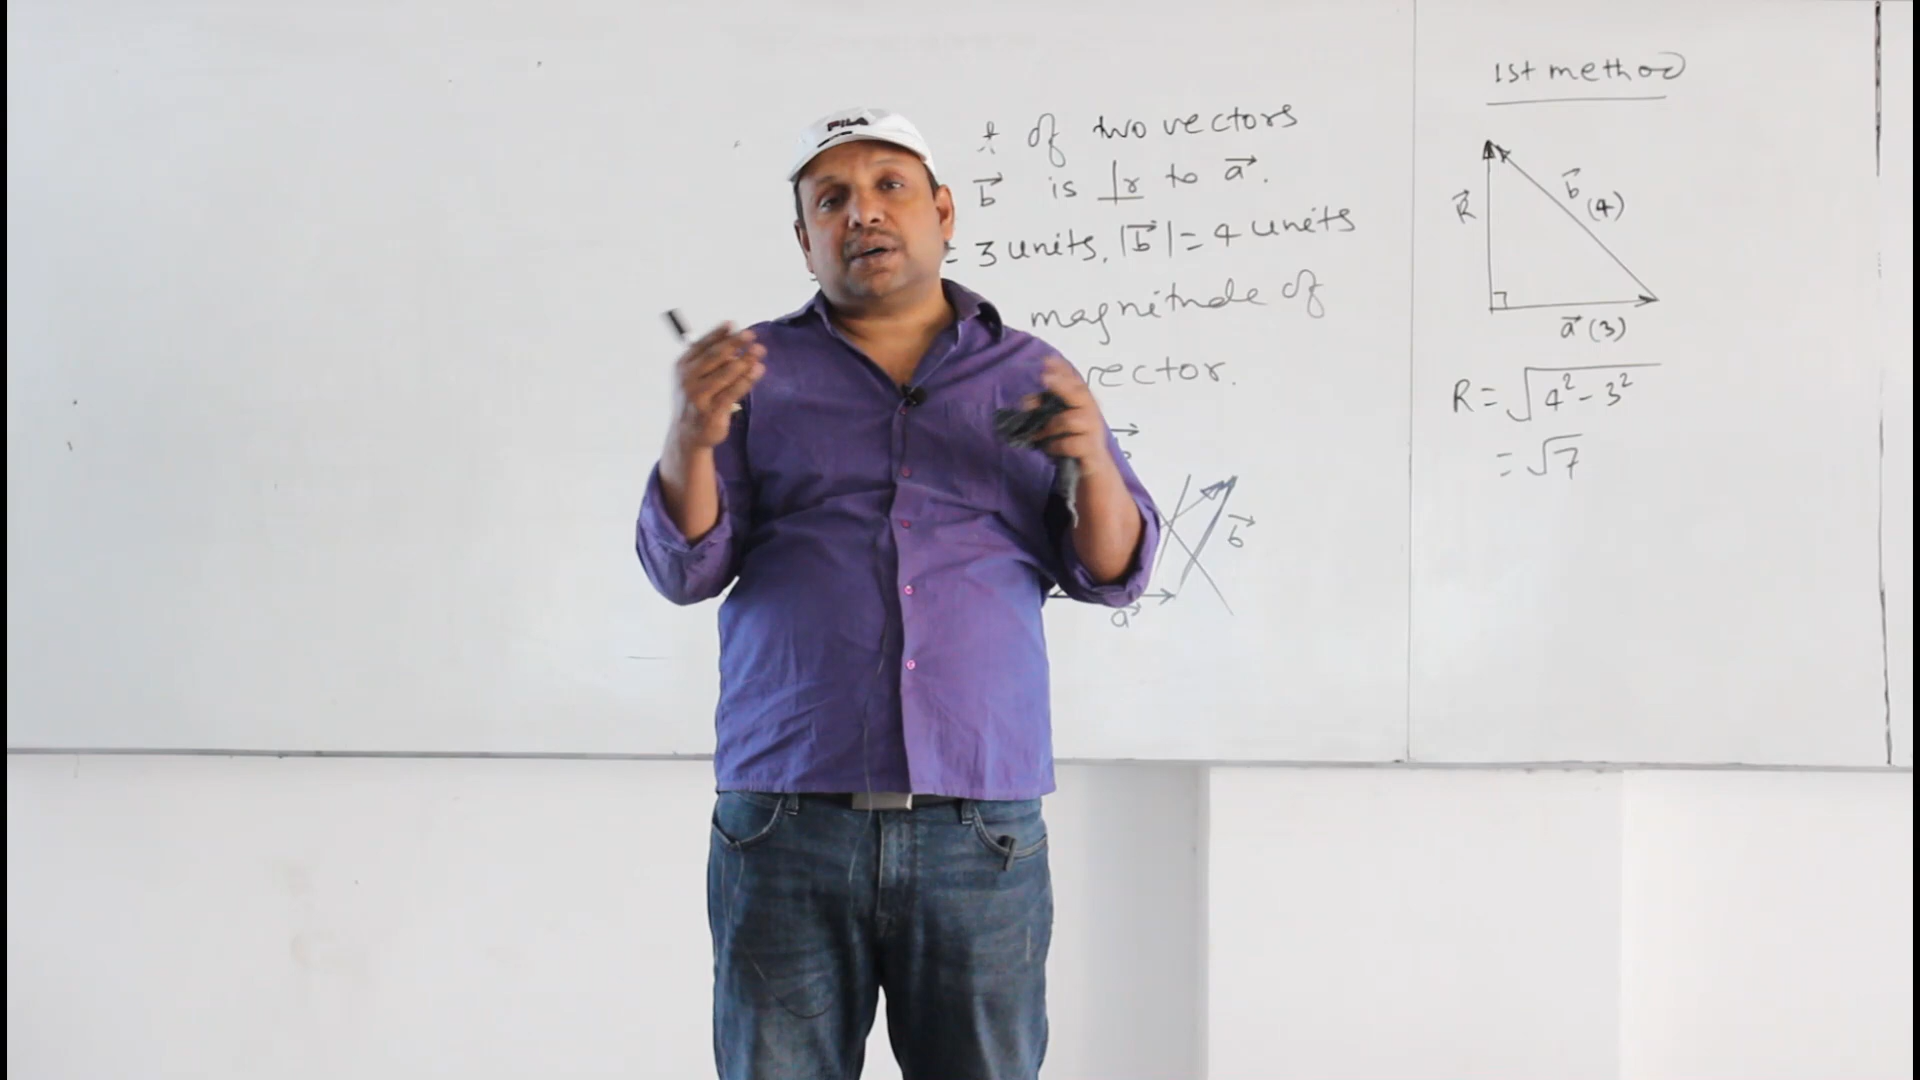 FILA
of two vectors
b⃗ is ⊥r to a⃗.
= 3 units, |b⃗| = 4 units
magnitude of
vector.
b⃗
a⃗
1st method
R⃗
b⃗ (4)
a⃗ (3)
R = √4² - 3²
= √7